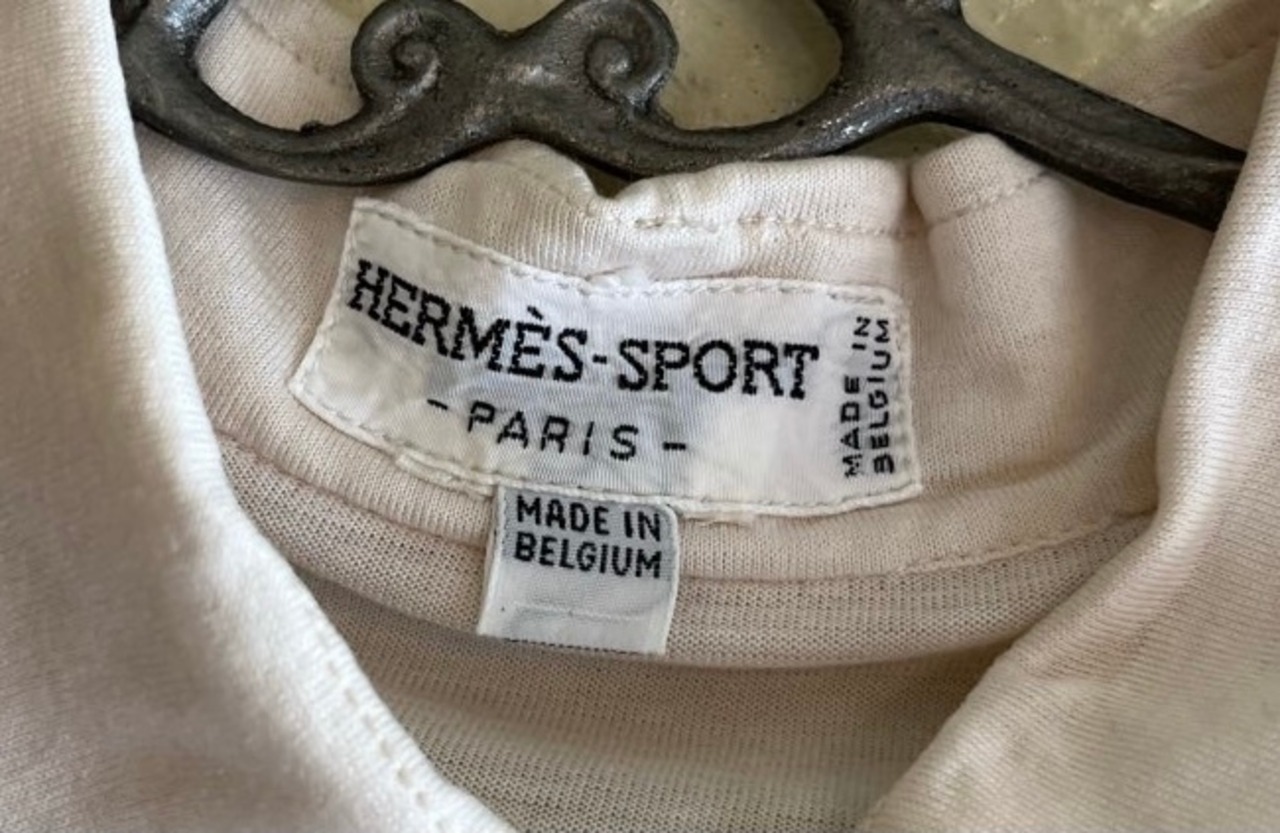 HERMÈS-SPORT
- PARIS -
MADE IN
BELGIUM
MADE IN
BELGIUM